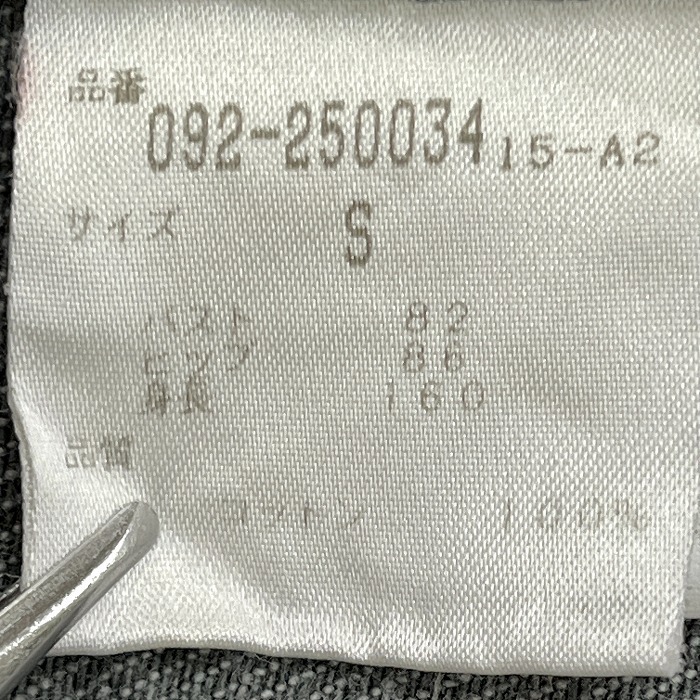 品番
092-250034 15-A2
サイズ S
バスト 82
ヒップ 86
身長 160
品質
コットン 100%